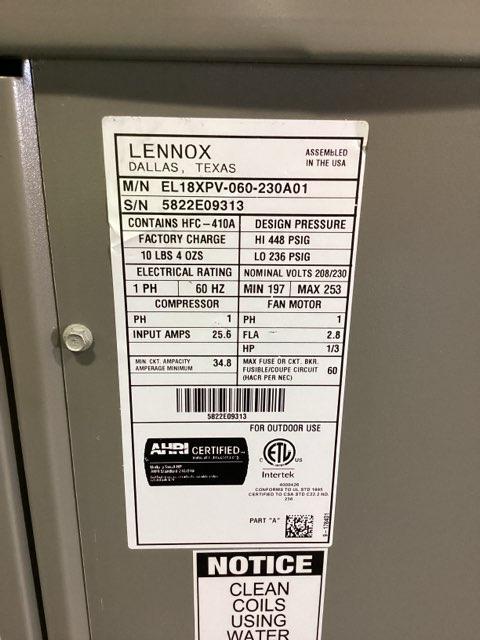 LENNOX
DALLAS, TEXAS
ASSEMBLED
IN THE USA
M/N EL18XPV-060-230A01
S/N 5822E09313
CONTAINS HFC-410A DESIGN PRESSURE
FACTORY CHARGE HI 448 PSIG
10 LBS 4 OZS LO 236 PSIG
ELECTRICAL RATING NOMINAL VOLTS 208/230
1 PH 60 HZ MIN 197 MAX 253
COMPRESSOR FAN MOTOR
PH 1 PH 1
INPUT AMPS 25.6 FLA 2.8
HP 1/3
MIN. CKT. AMPACITY
AMPERAGE MINIMUM 34.8
MAX FUSE OR CKT. BKR.
FUSIBLE/COUPE CIRCUIT 60
(HACR PER NEC)
5822E09313
FOR OUTDOOR USE
AHRI CERTIFIED
ETL
C US
Intertek
CONFORMS TO UL STD 1995
CERTIFIED TO CSA STD C22.2 NO.
236
PART "A"
NOTICE
CLEAN
COILS
USING
WATER